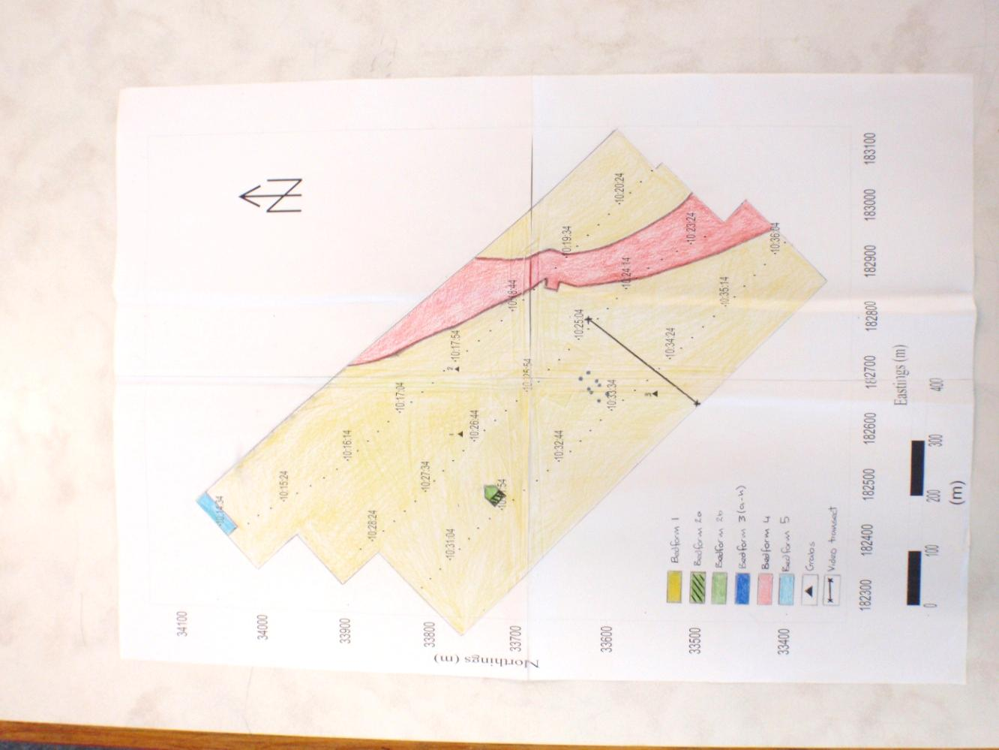 N
34100
34000
33900
33800
33700
33600
33500
33400
Northings (m)
10:14:34
10:15:24
10:16:14
10:17:04
10:17:54
10:18:44
10:19:34
10:20:24
10:28:24
10:27:34
10:26:44
10:25:54
10:25:04
10:24:14
10:23:24
10:31:04
:54
10:32:44
10:33:34
10:34:24
10:35:14
10:36:04
1
2
3
Bedform 1
Bedform 2a
Bedform 2b
Bedform 3 (a-h)
Bedform 4
Bedform 5
Grabs
Video transect
182300 182400 182500 182600 182700 182800 182900 183000 183100
Eastings (m)
0 100 200 300 400
(m)